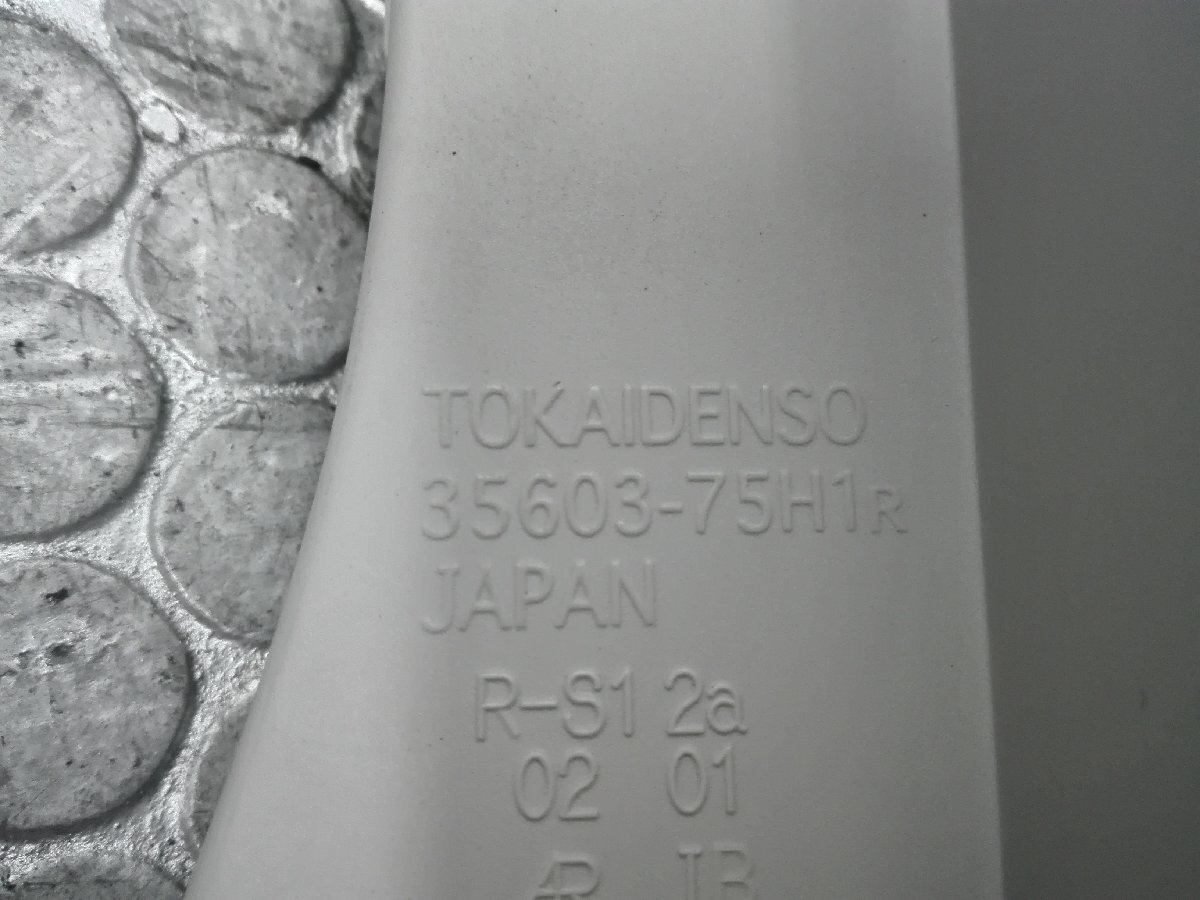 TOKAIDENSO
35603-75H1R
JAPAN
R-S1 2a
02 01